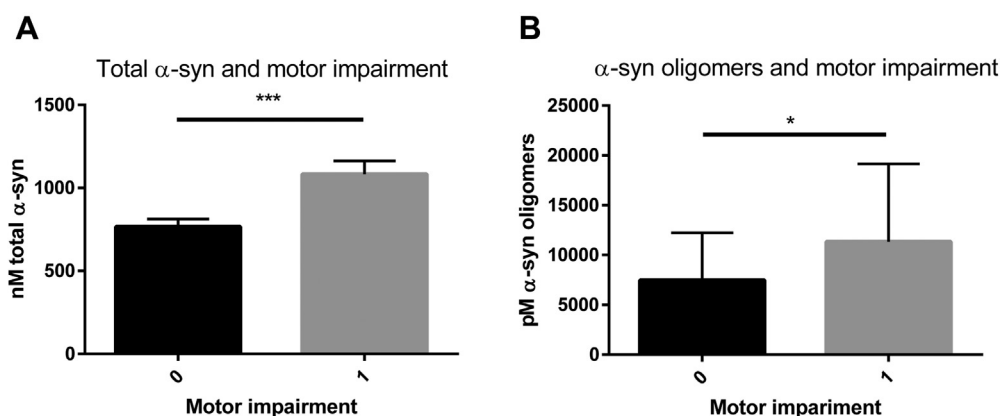 A
Total α-syn and motor impairment
***
nM total α-syn
1500
1000
500
0
0
1
Motor impairment
B
α-syn oligomers and motor impairment
*
pM α-syn oligomers
25000
20000
15000
10000
5000
0
0
1
Motor impariment